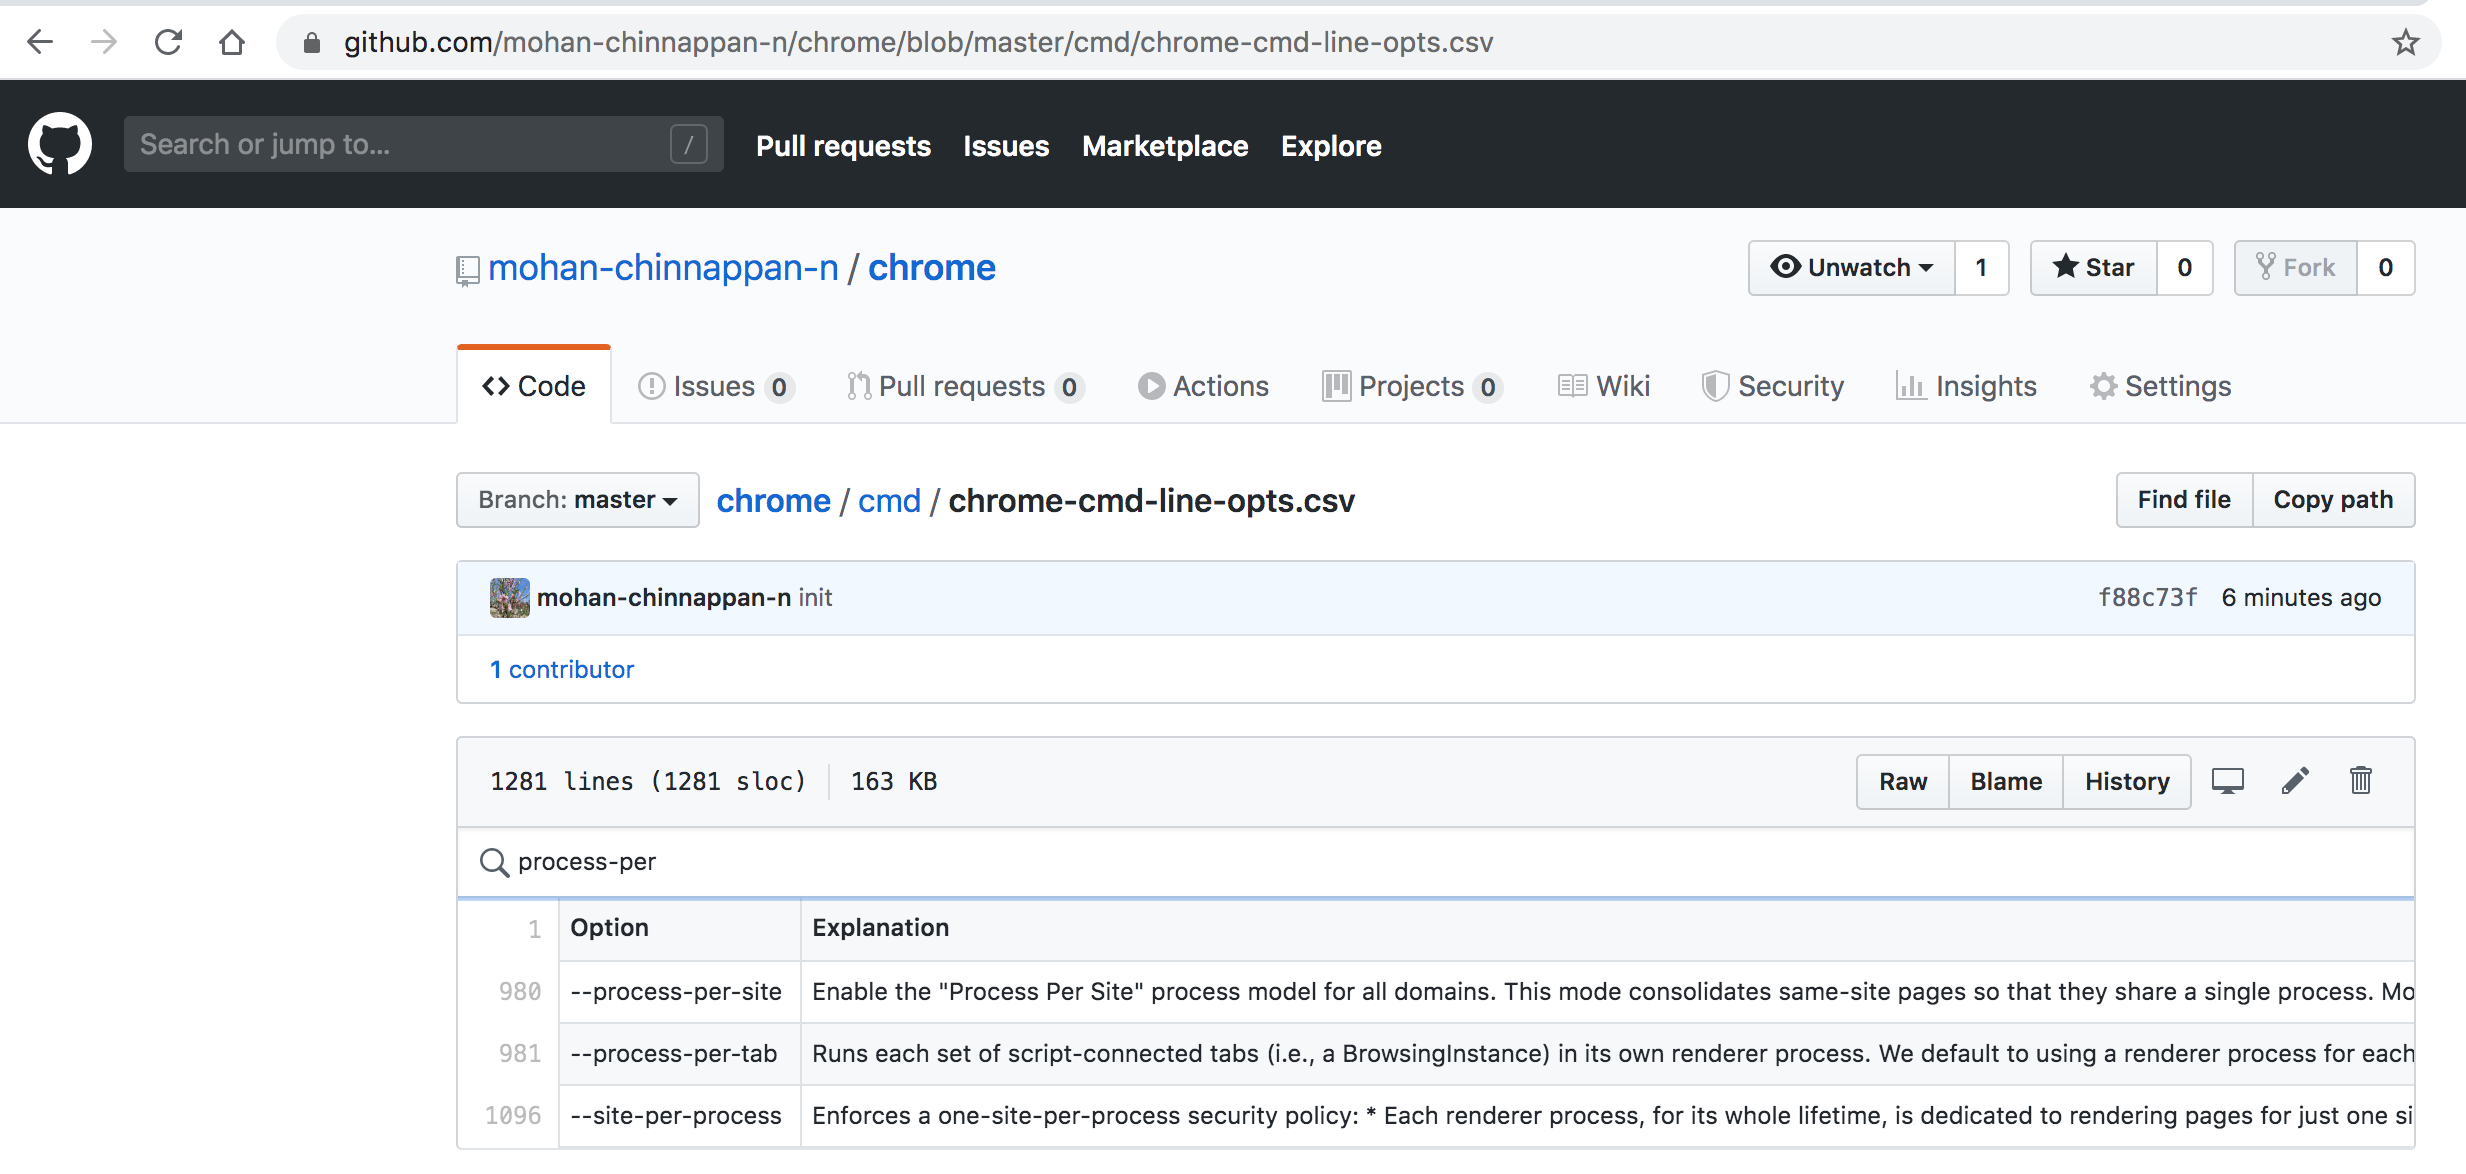 github.com/mohan-chinnappan-n/chrome/blob/master/cmd/chrome-cmd-line-opts.csv
Search or jump to... / Pull requests Issues Marketplace Explore
mohan-chinnappan-n / chrome Unwatch 1 Star 0 Fork 0
Code Issues 0 Pull requests 0 Actions Projects 0 Wiki Security Insights Settings
Branch: master chrome / cmd / chrome-cmd-line-opts.csv Find file Copy path
mohan-chinnappan-n init f88c73f 6 minutes ago
1 contributor
1281 lines (1281 sloc) 163 KB Raw Blame History
process-per
1 Option Explanation
980 --process-per-site Enable the "Process Per Site" process model for all domains. This mode consolidates same-site pages so that they share a single process. Mo
981 --process-per-tab Runs each set of script-connected tabs (i.e., a BrowsingInstance) in its own renderer process. We default to using a renderer process for each
1096 --site-per-process Enforces a one-site-per-process security policy: * Each renderer process, for its whole lifetime, is dedicated to rendering pages for just one si